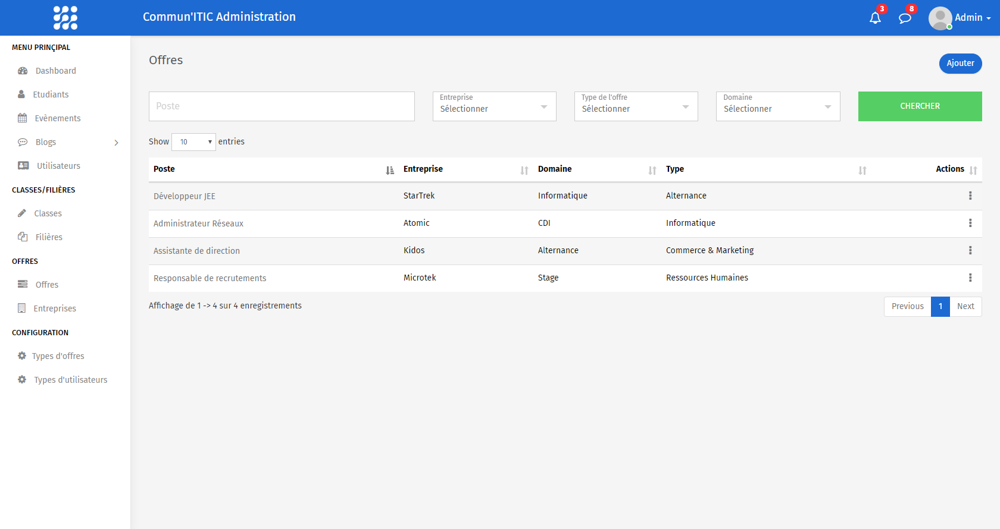 Commun'ITIC Administration
3
8
Admin
MENU PRINÇIPAL
Dashboard
Etudiants
Evènements
Blogs
Utilisateurs
CLASSES/FILIÈRES
Classes
Filières
OFFRES
Offres
Entreprises
CONFIGURATION
Types d'offres
Types d'utilisateurs
Offres
Ajouter
Poste
Entreprise
Sélectionner
Type de l'offre
Sélectionner
Domaine
Sélectionner
CHERCHER
Show 10 entries
Poste Entreprise Domaine Type Actions
Développeur JEE StarTrek Informatique Alternance
Administrateur Réseaux Atomic CDI Informatique
Assistante de direction Kidos Alternance Commerce & Marketing
Responsable de recrutements Microtek Stage Ressources Humaines
Affichage de 1 -> 4 sur 4 enregistrements
Previous 1 Next